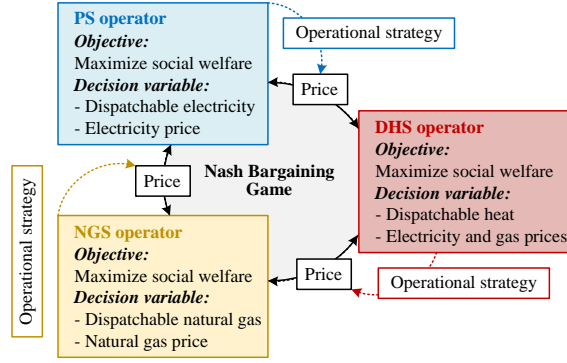 PS operator
Objective:
Maximize social welfare
Decision variable:
- Dispatchable electricity
- Electricity price
Operational strategy
Price
DHS operator
Objective:
Maximize social welfare
Decision variable:
- Dispatchable heat
- Electricity and gas prices
Price
Nash Bargaining
Game
Operational strategy
NGS operator
Objective:
Maximize social welfare
Decision variable:
- Dispatchable natural gas
- Natural gas price
Price
Operational strategy